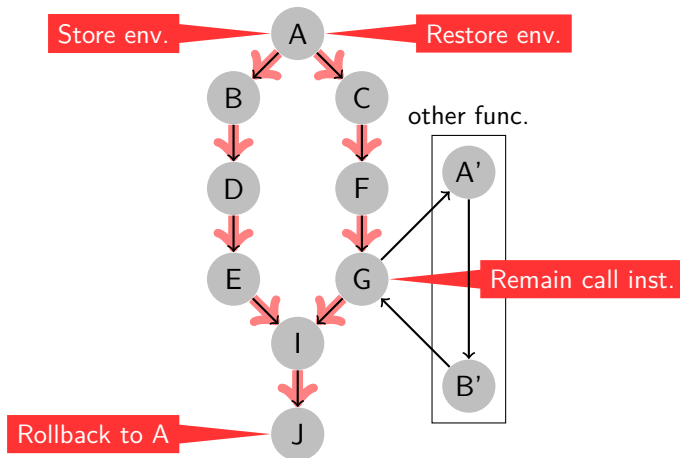 Store env.
A
Restore env.
B
C
other func.
D
F
A'
E
G
Remain call inst.
I
B'
Rollback to A
J